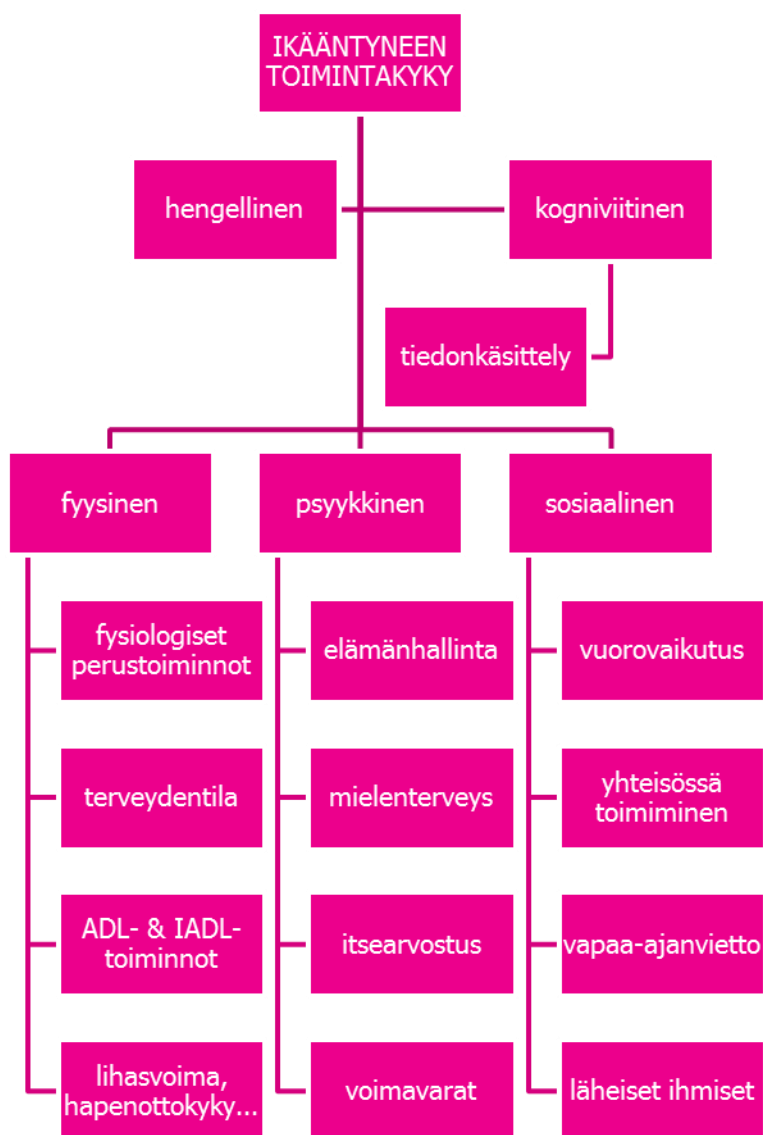 IKÄÄNTYNEEN
TOIMINTAKYKY
hengellinen
kogniviitinen
tiedonkäsittely
fyysinen
psyykkinen
sosiaalinen
fysiologiset
perustoiminnot
elämänhallinta
vuorovaikutus
terveydentila
mielenterveys
yhteisössä
toimiminen
ADL- & IADL-
toiminnot
itsearvostus
vapaa-ajanvietto
lihasvoima,
hapenottokyky...
voimavarat
läheiset ihmiset